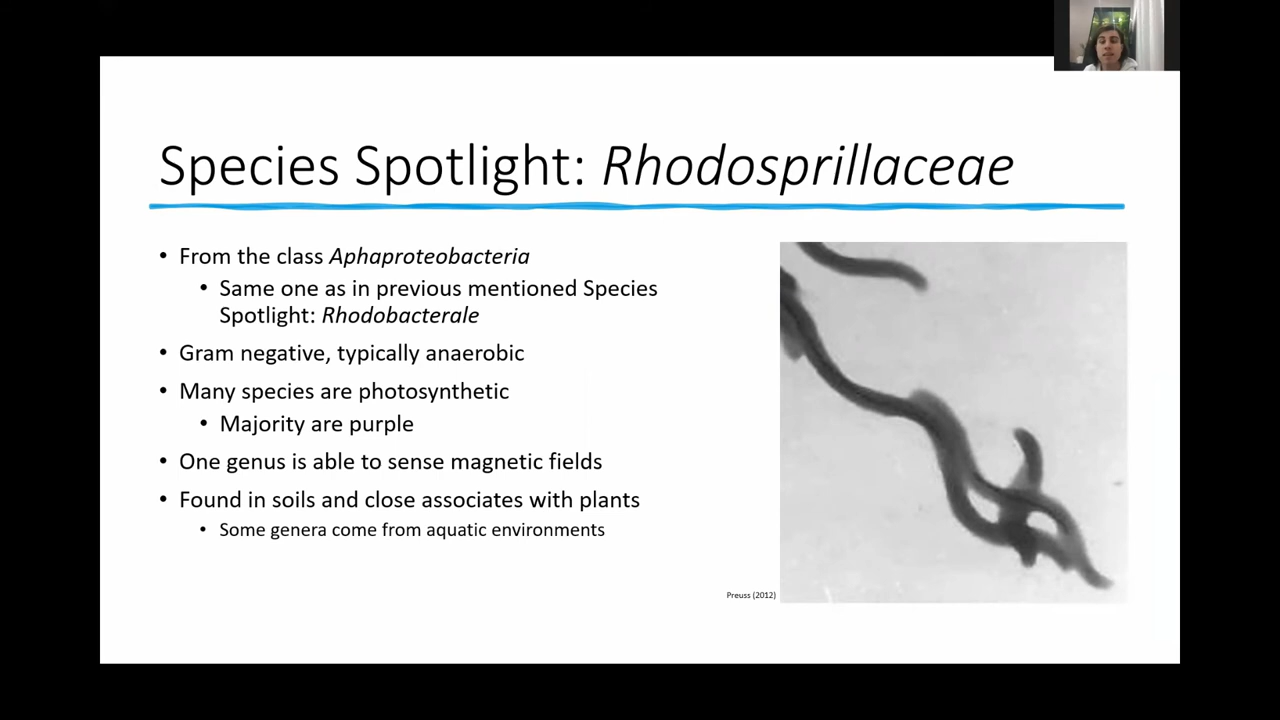 Species Spotlight: Rhodosprillaceae
• From the class Aphaproteobacteria
• Same one as in previous mentioned Species
Spotlight: Rhodobacterale
• Gram negative, typically anaerobic
• Many species are photosynthetic
• Majority are purple
• One genus is able to sense magnetic fields
• Found in soils and close associates with plants
• Some genera come from aquatic environments
Preuss (2012)